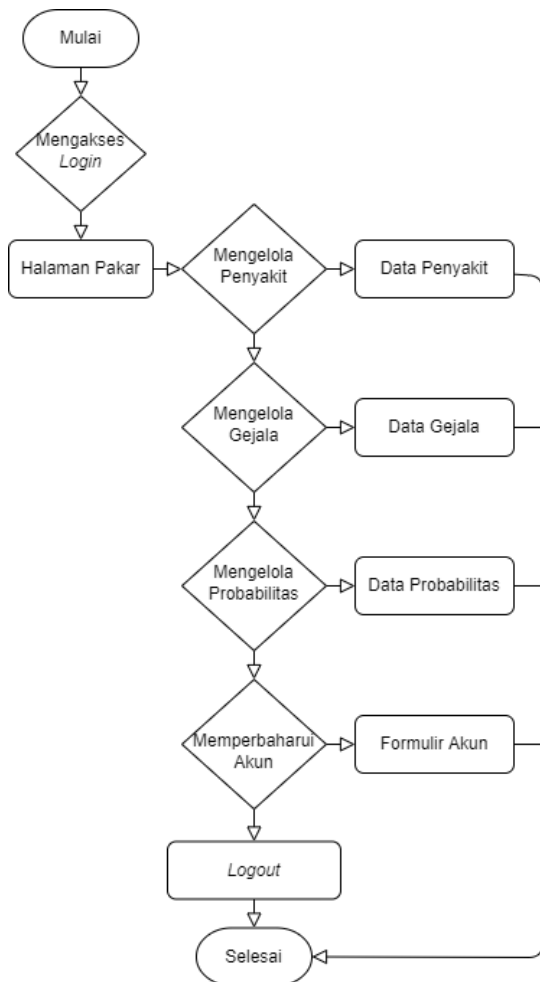 Mulai
Mengakses
Login
Halaman Pakar
Mengelola
Penyakit
Data Penyakit
Mengelola
Gejala
Data Gejala
Mengelola
Probabilitas
Data Probabilitas
Memperbaharui
Akun
Formulir Akun
Logout
Selesai